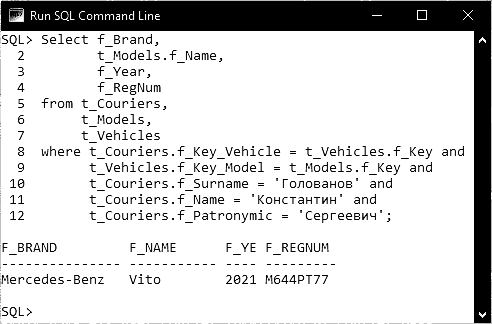 Run SQL Command Line
SQL> Select f_Brand,
  2         t_Models.f_Name,
  3         f_Year,
  4         f_RegNum
  5  from t_Couriers,
  6       t_Models,
  7       t_Vehicles
  8  where t_Couriers.f_Key_Vehicle = t_Vehicles.f_Key and
  9        t_Vehicles.f_Key_Model = t_Models.f_Key and
 10        t_Couriers.f_Surname = 'Голованов' and
 11        t_Couriers.f_Name = 'Константин' and
 12        t_Couriers.f_Patronymic = 'Сергеевич';
F_BRAND         F_NAME      F_YE F_REGNUM
--------------- ----------- ---- ---------
Mercedes-Benz   Vito        2021 М644РТ77
SQL>